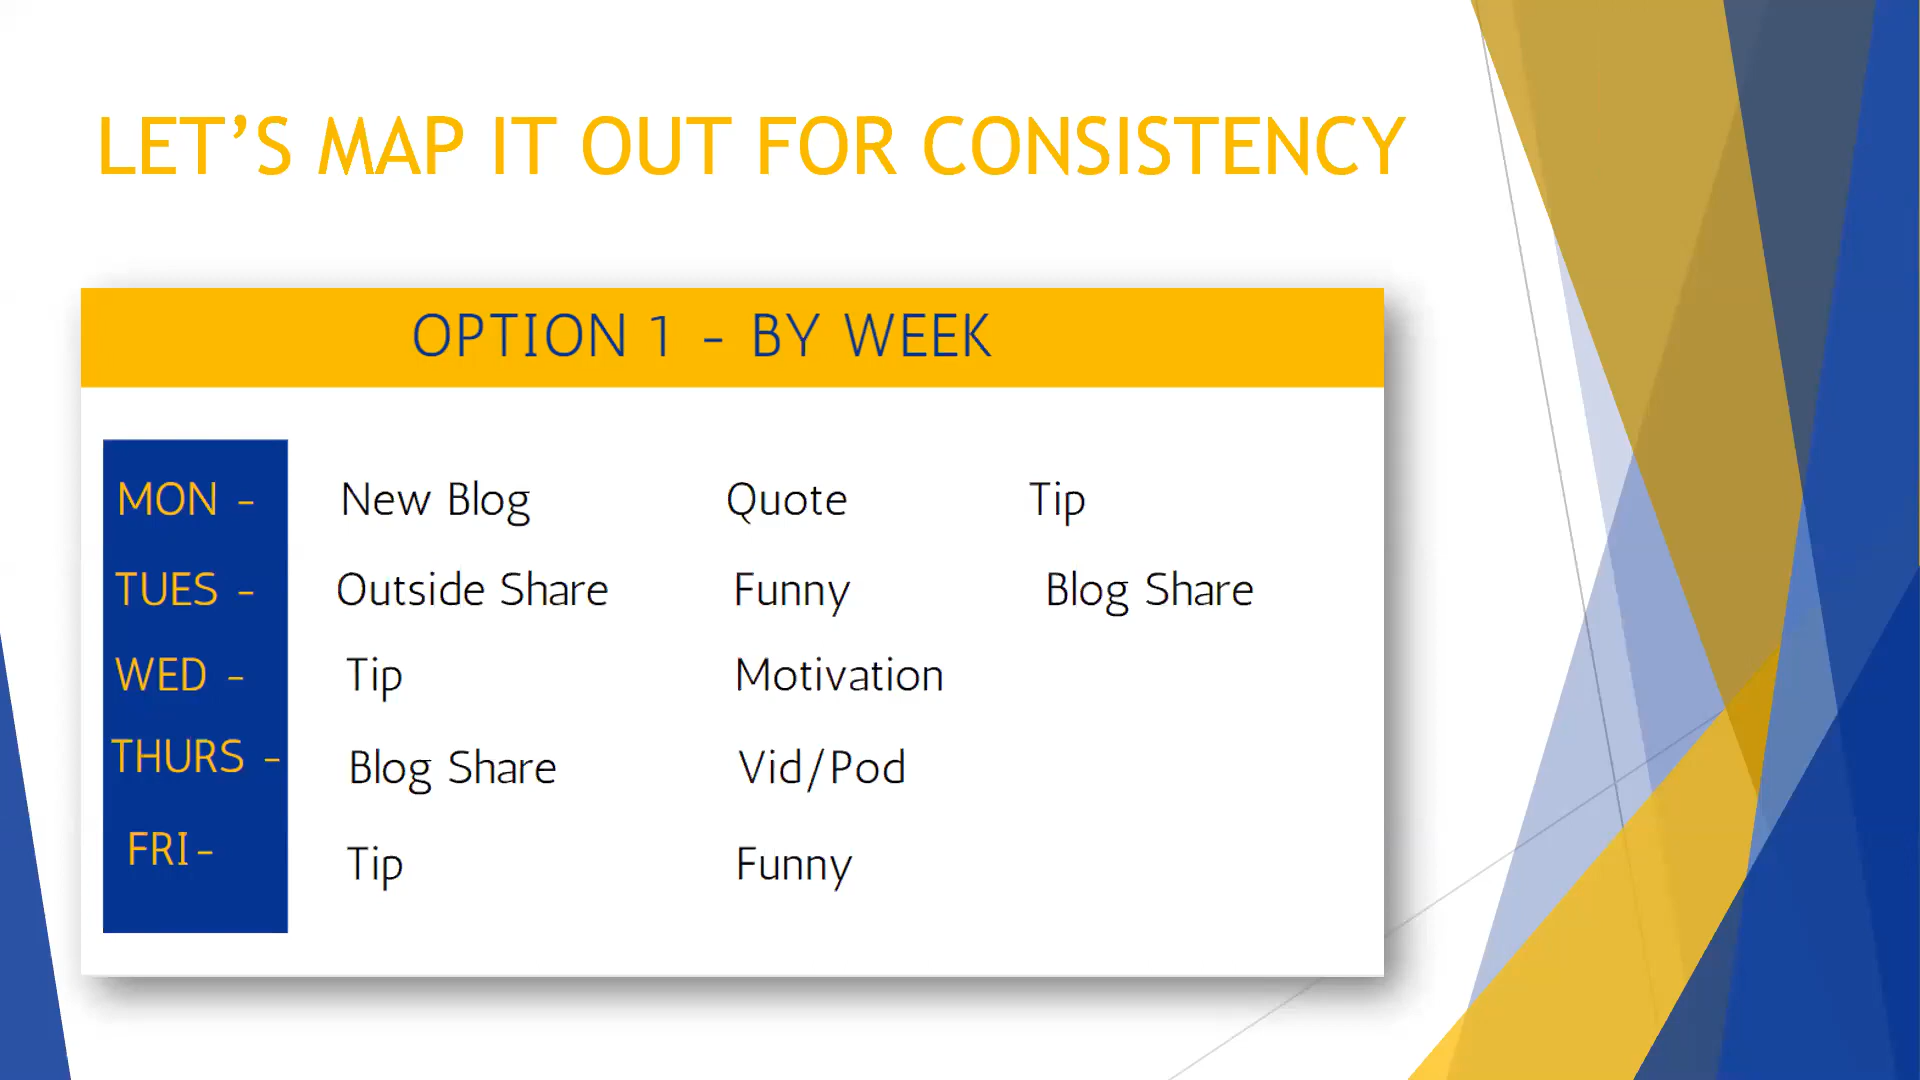 LET’S MAP IT OUT FOR CONSISTENCY
OPTION 1 - BY WEEK
MON - New Blog Quote Tip
TUES - Outside Share Funny Blog Share
WED - Tip Motivation
THURS - Blog Share Vid/Pod
FRI- Tip Funny